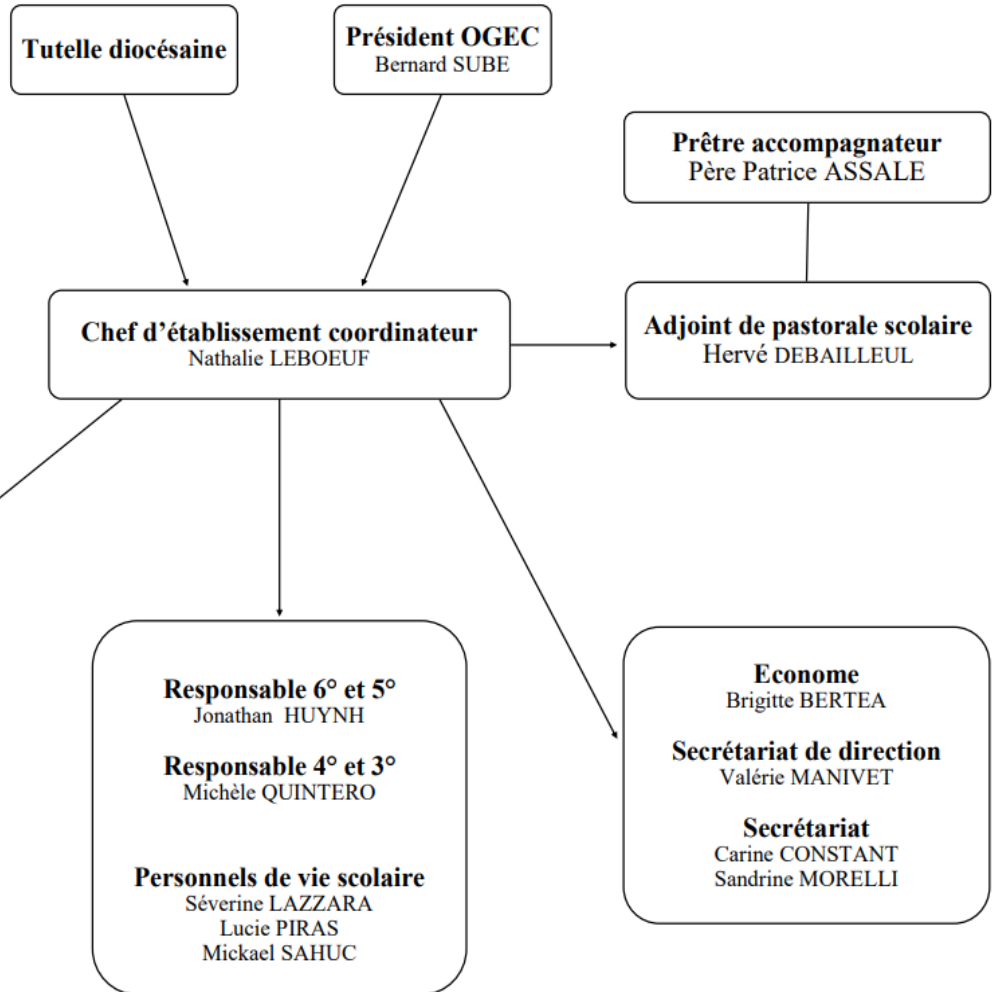 Tutelle diocésaine
Président OGEC
Bernard SUBE
Prêtre accompagnateur
Père Patrice ASSALE
Chef d’établissement coordinateur
Nathalie LEBOEUF
Adjoint de pastorale scolaire
Hervé DEBAILLEUL
Responsable 6° et 5°
Jonathan HUYNH
Responsable 4° et 3°
Michèle QUINTERO
Personnels de vie scolaire
Séverine LAZZARA
Lucie PIRAS
Mickael SAHUC
Econome
Brigitte BERTEA
Secrétariat de direction
Valérie MANIVET
Secrétariat
Carine CONSTANT
Sandrine MORELLI